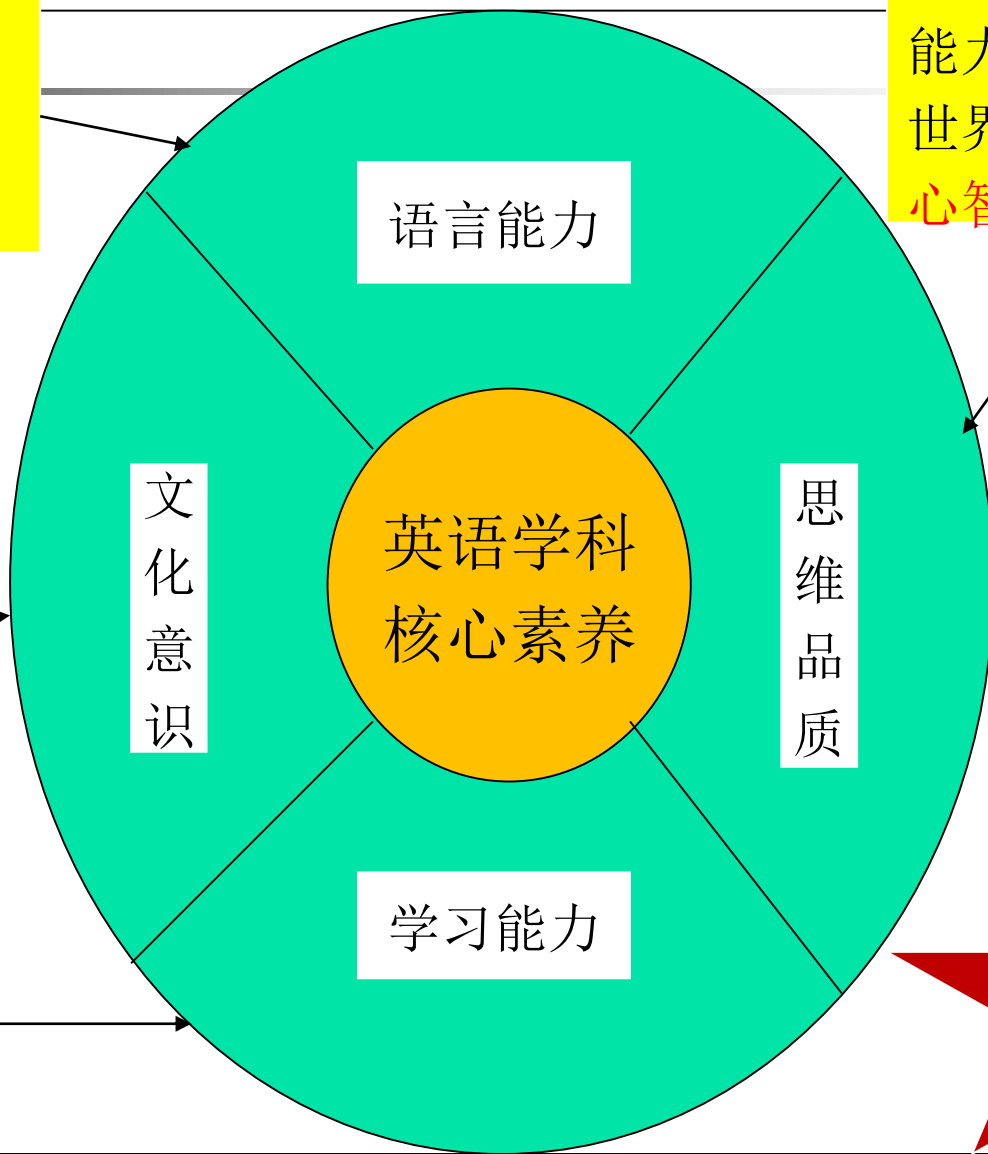 能力
世界
心智
语言能力
文化意识
英语学科
核心素养
思维品质
学习能力